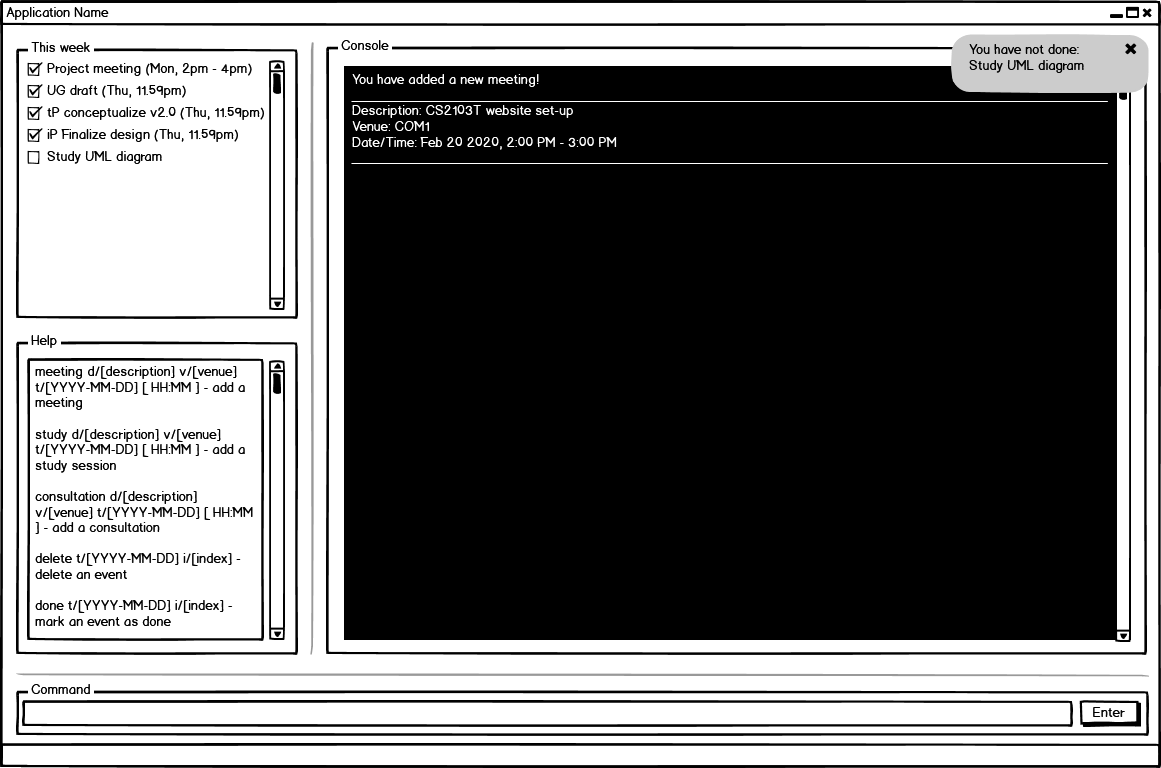 Application Name
This week
Project meeting (Mon, 2pm - 4pm)
UG draft (Thu, 11.59pm)
tP conceptualize v2.0 (Thu, 11.59pm)
iP Finalize design (Thu, 11.59pm)
Study UML diagram
Help
meeting d/[description] v/[venue]
t/[YYYY-MM-DD] [ HH:MM ] - add a
meeting
study d/[description] v/[venue]
t/[YYYY-MM-DD] [ HH:MM ] - add a
study session
consultation d/[description]
v/[venue] t/[YYYY-MM-DD] [ HH:MM
] - add a consultation
delete t/[YYYY-MM-DD] i/[index] -
delete an event
done t/[YYYY-MM-DD] i/[index] -
mark an event as done
Console
You have added a new meeting!
Description: CS2103T website set-up
Venue: COM1
Date/Time: Feb 20 2020, 2:00 PM - 3:00 PM
You have not done:
Study UML diagram
Command
Enter